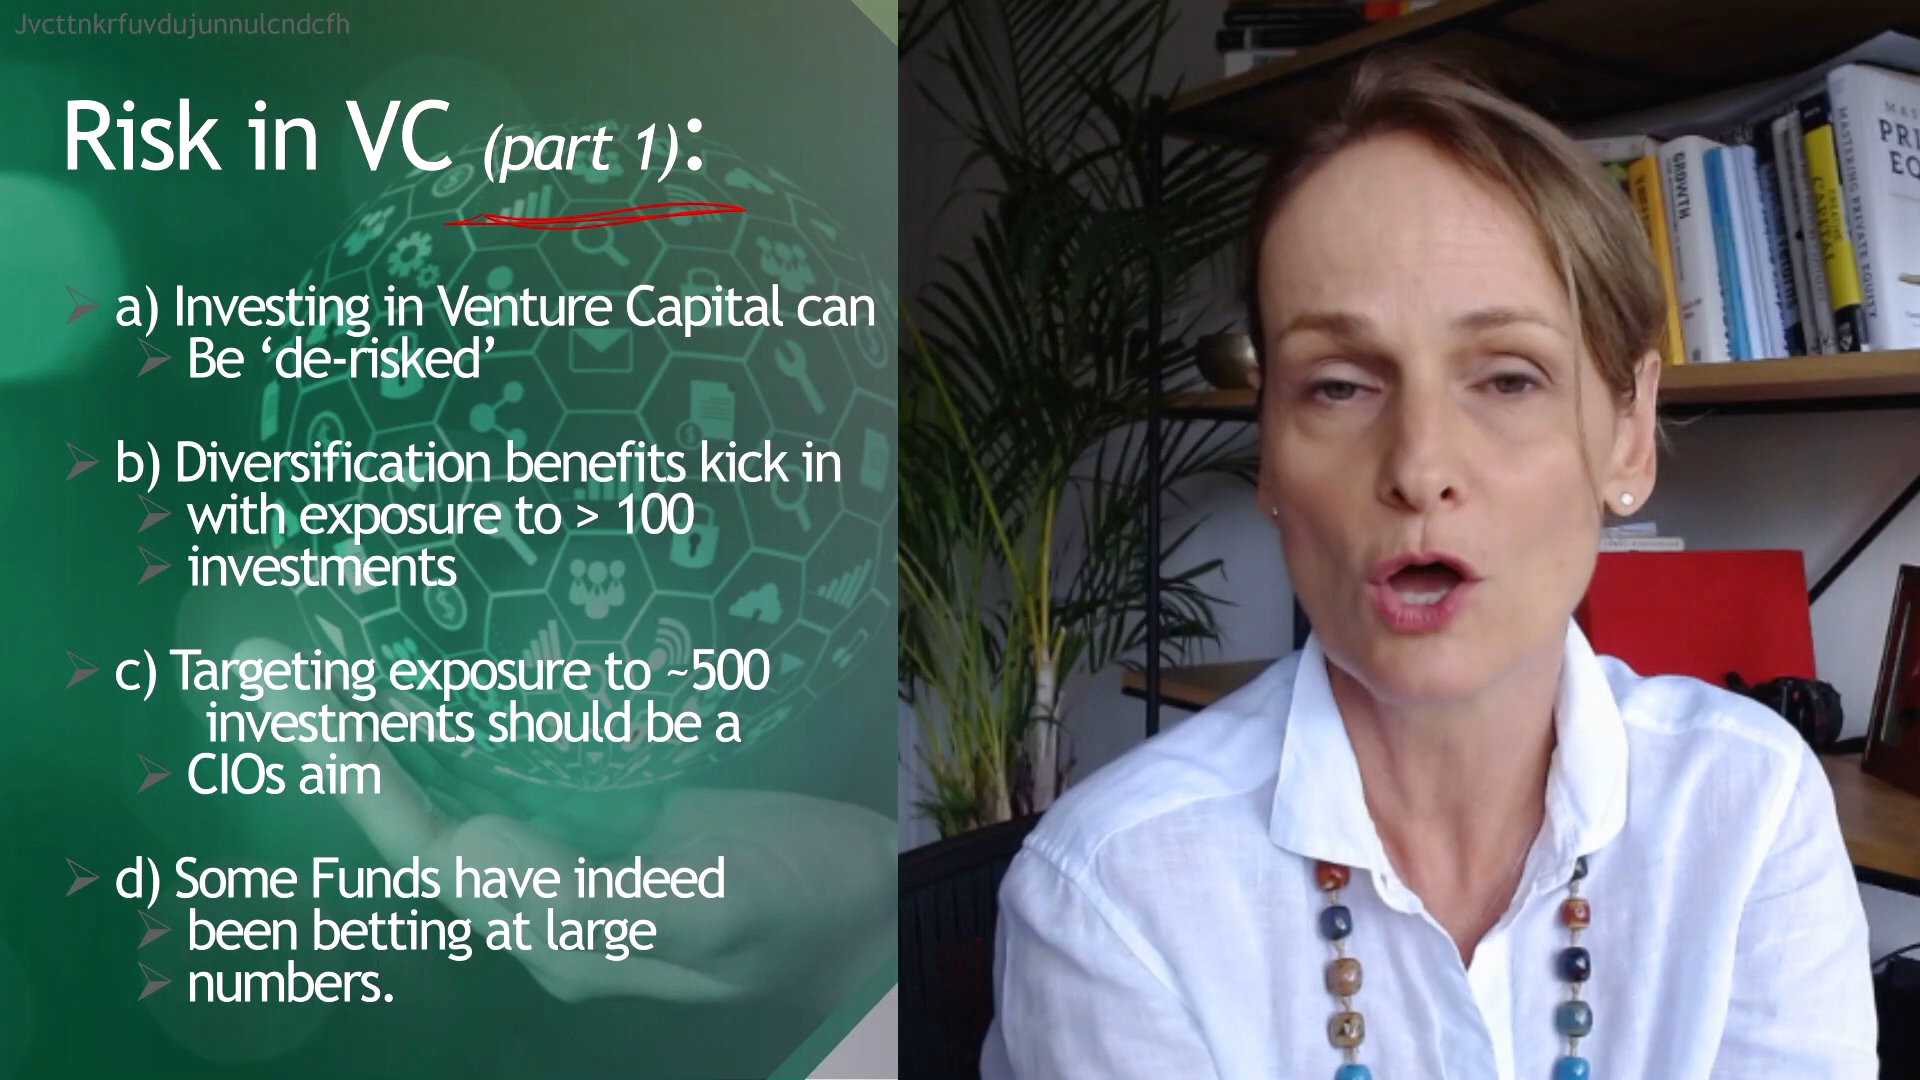 Jvcttnkrfuvdujunnulcndcfh
Risk in VC (part 1):
a) Investing in Venture Capital can
Be ‘de-risked’
b) Diversification benefits kick in
with exposure to > 100
investments
c) Targeting exposure to ~500
investments should be a
CIOs aim
d) Some Funds have indeed
been betting at large
numbers.
GROWTH
CAPITAL
MASTERING PRIVATE EQUITY